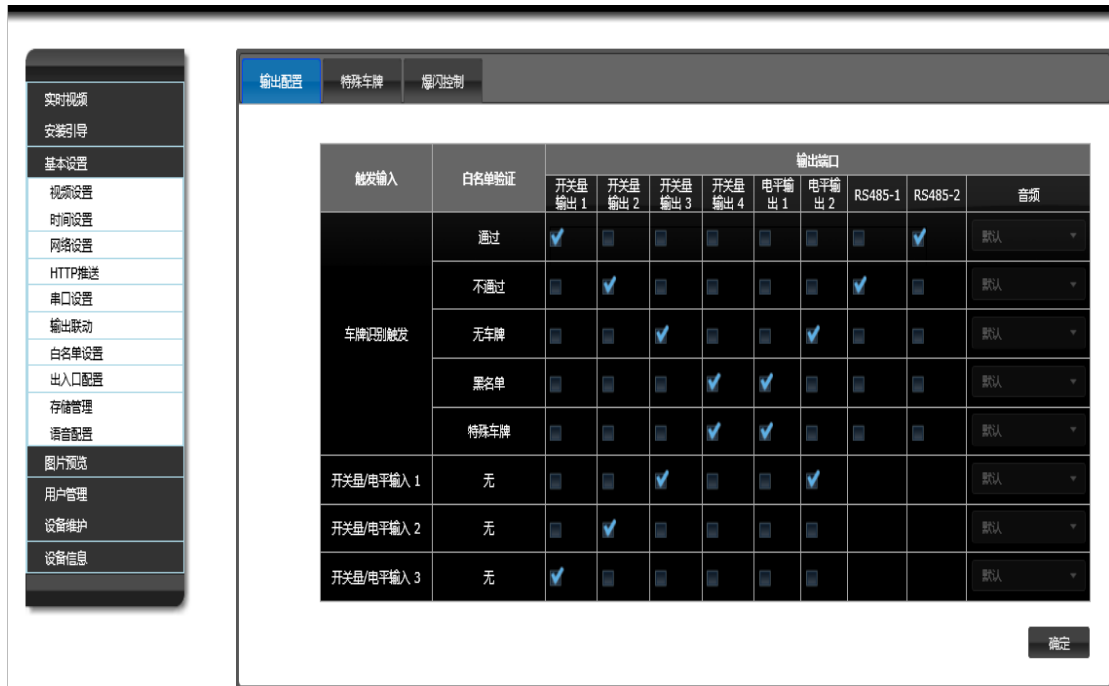 实时视频
安装引导
基本设置
视频设置
时间设置
网络设置
HTTP推送
串口设置
输出联动
白名单设置
出入口配置
存储管理
语音配置
图片预览
用户管理
设备维护
设备信息
输出配置 特殊车牌 爆闪控制
触发输入 白名单验证 输出端口
开关量输出 1 开关量输出 2 开关量输出 3 开关量输出 4 电平输出 1 电平输出 2 RS485-1 RS485-2 音频
车牌识别触发
通过 默认
不通过 默认
无车牌 默认
黑名单 默认
特殊车牌 默认
开关量/电平输入 1 无 默认
开关量/电平输入 2 无 默认
开关量/电平输入 3 无 默认
确定